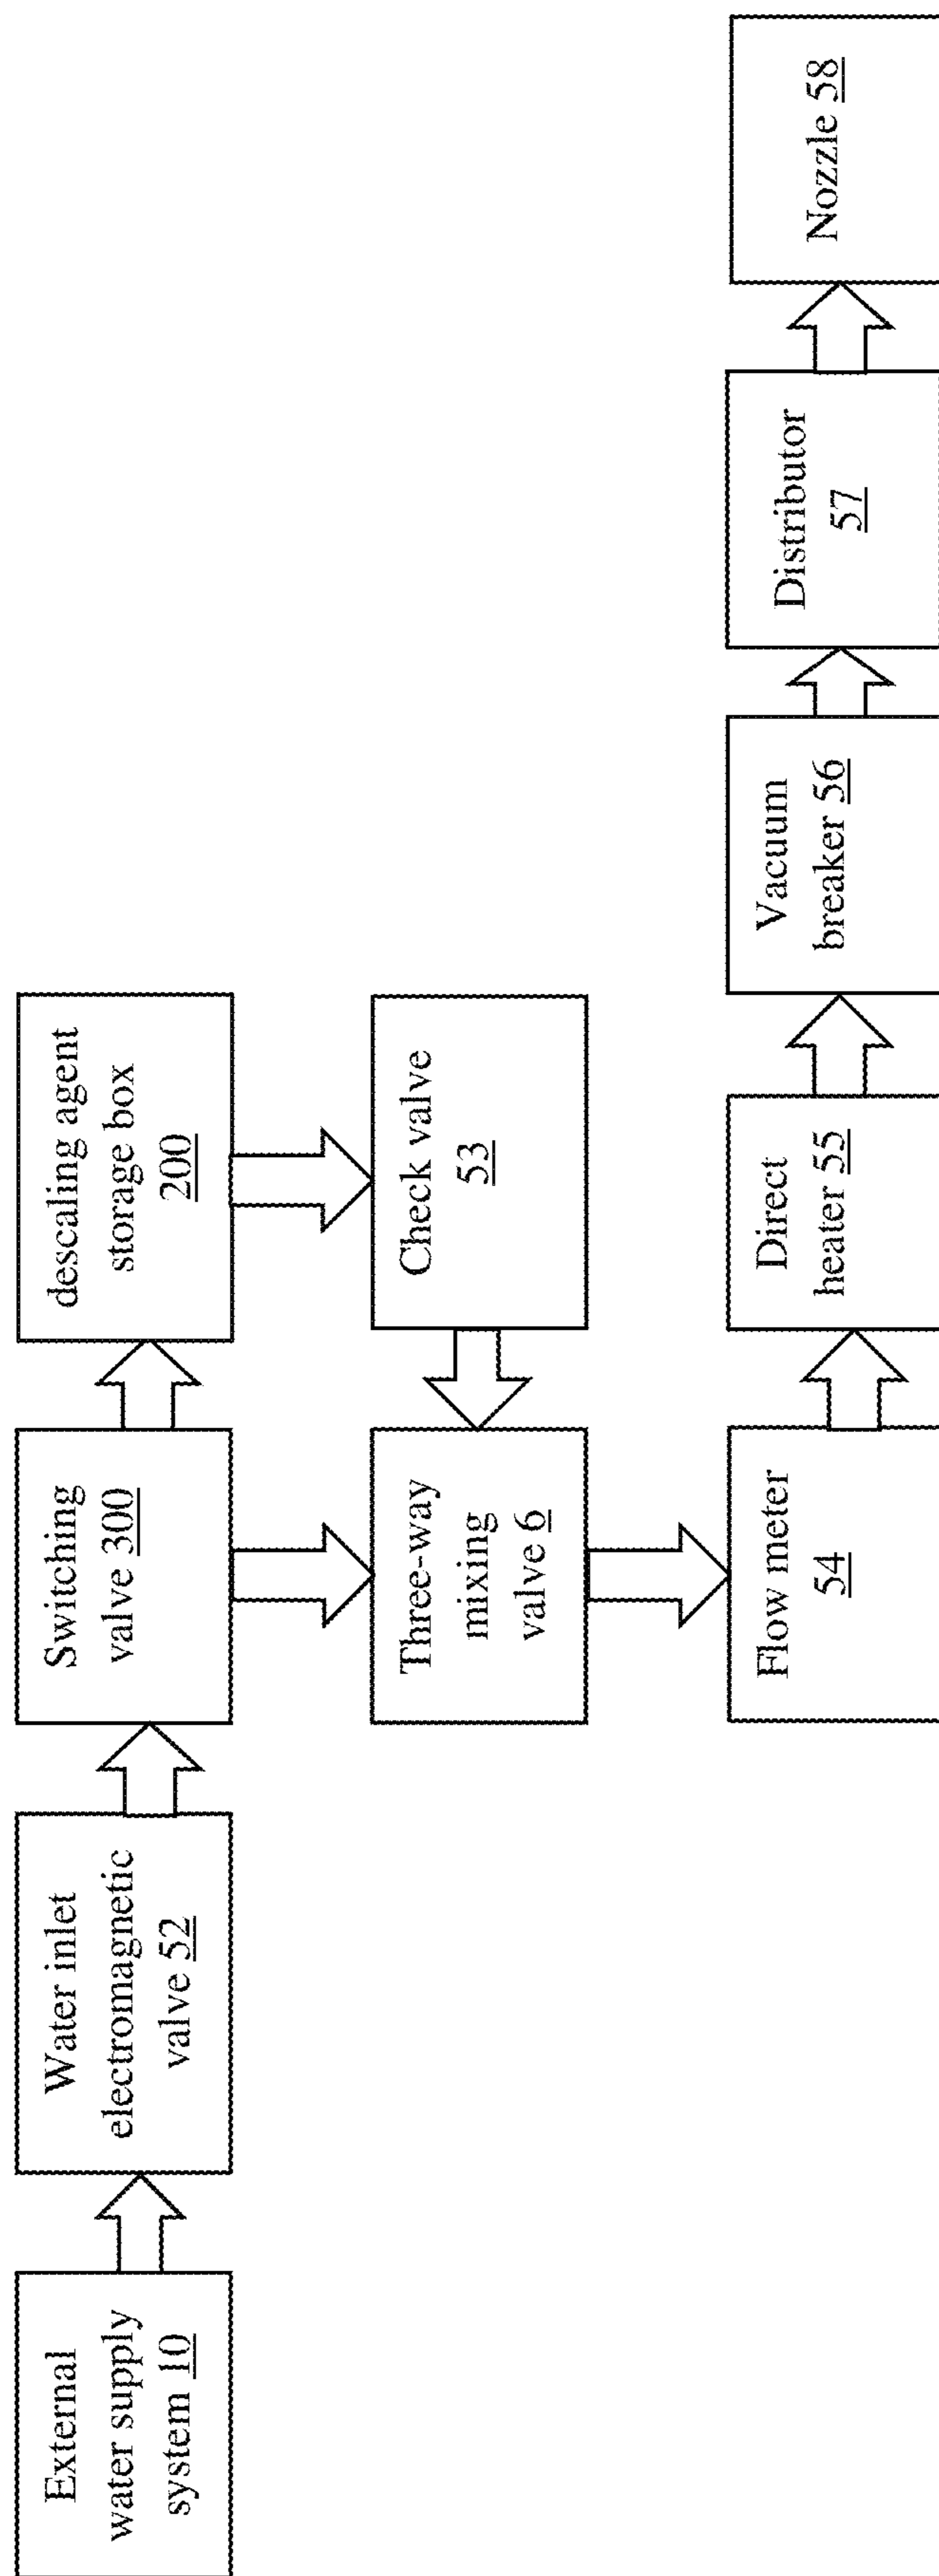 External
water supply
system 10
Water inlet
electromagnetic
valve 52
Switching
valve 300
descaling agent
storage box
200
Three-way
mixing
valve 6
Check valve
53
Flow meter
54
Direct
heater 55
Vacuum
breaker 56
Distributor
57
Nozzle 58